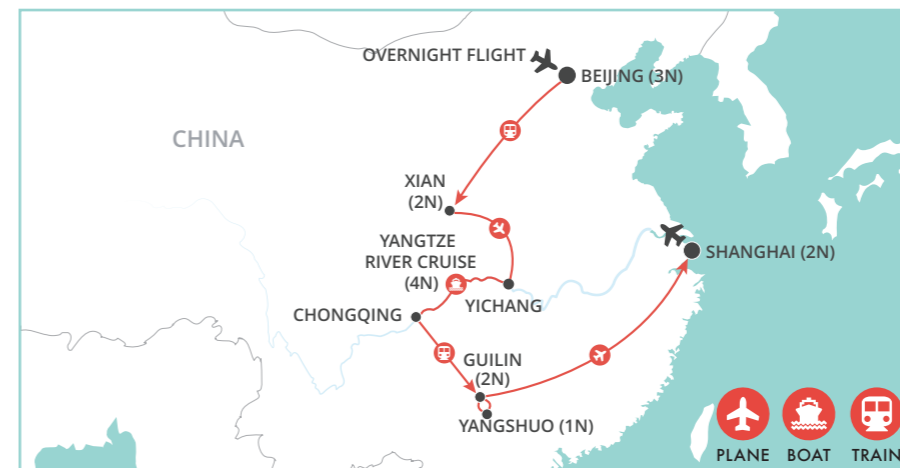 OVERNIGHT FLIGHT
BEIJING (3N)
CHINA
XIAN
(2N)
YANGTZE
RIVER CRUISE
(4N)
SHANGHAI (2N)
YICHANG
CHONGQING
GUILIN
(2N)
YANGSHUO (1N)
PLANE BOAT TRAIN